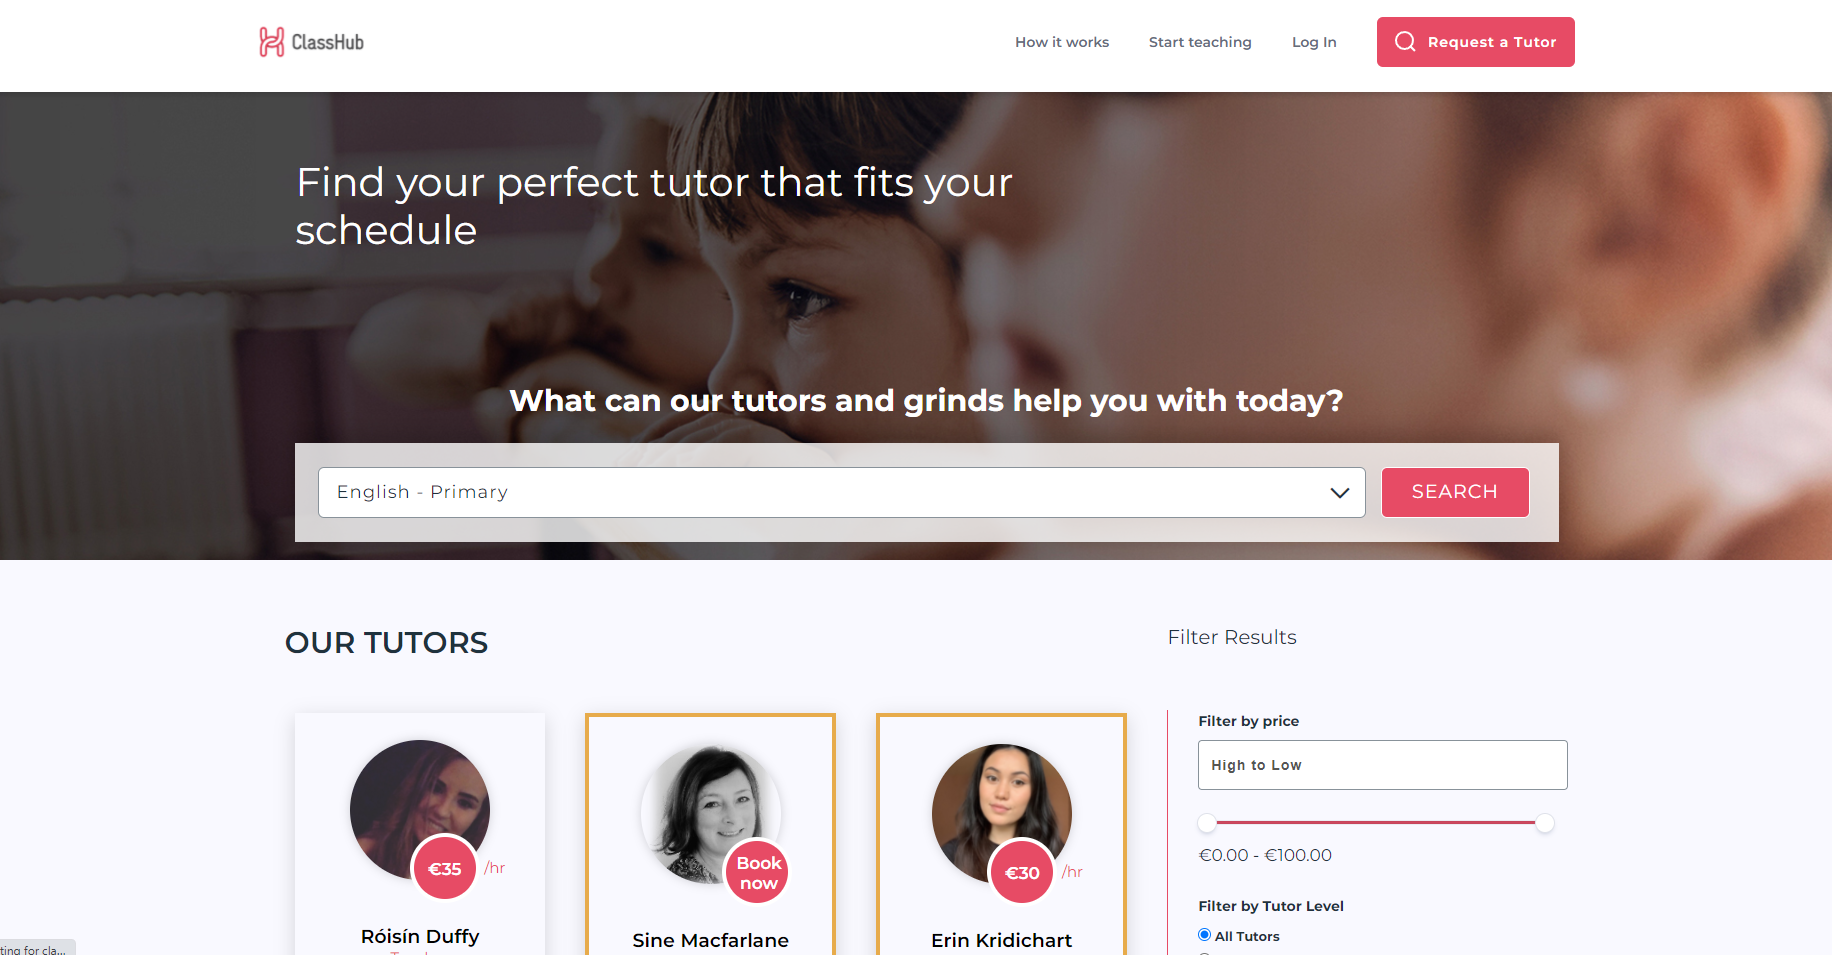 ClassHub
How it works
Start teaching
Log In
Request a Tutor
Find your perfect tutor that fits your
schedule
What can our tutors and grinds help you with today?
English - Primary
SEARCH
OUR TUTORS
Filter Results
€35 /hr
Róisín Duffy
Book
now
Sine Macfarlane
€30 /hr
Erin Kridichart
Filter by price
High to Low
€0.00 - €100.00
Filter by Tutor Level
All Tutors
ting for cla...